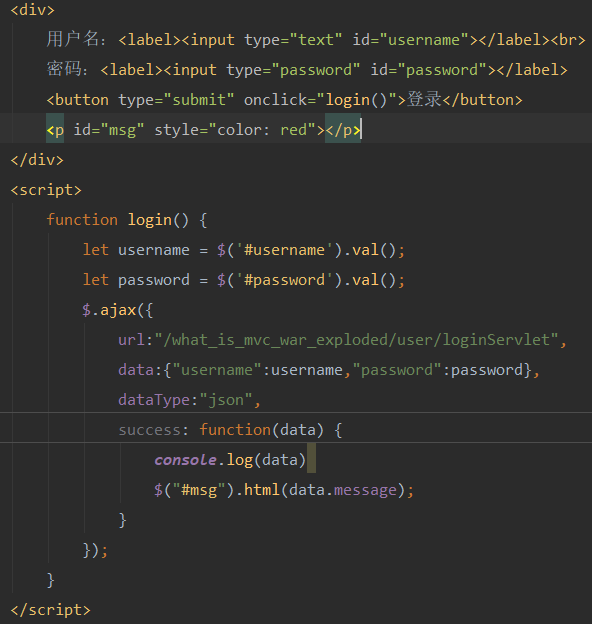 <div>
    用户名：<label><input type="text" id="username"></label><br>
    密码：<label><input type="password" id="password"></label>
    <button type="submit" onclick="login()">登录</button>
    <p id="msg" style="color: red"></p>
</div>
<script>
    function login() {
        let username = $('#username').val();
        let password = $('#password').val();
        $.ajax({
            url:"/what_is_mvc_war_exploded/user/loginServlet",
            data:{"username":username,"password":password},
            dataType:"json",
            success: function(data) {
                console.log(data)
                $("#msg").html(data.message);
            }
        });
    }
</script>